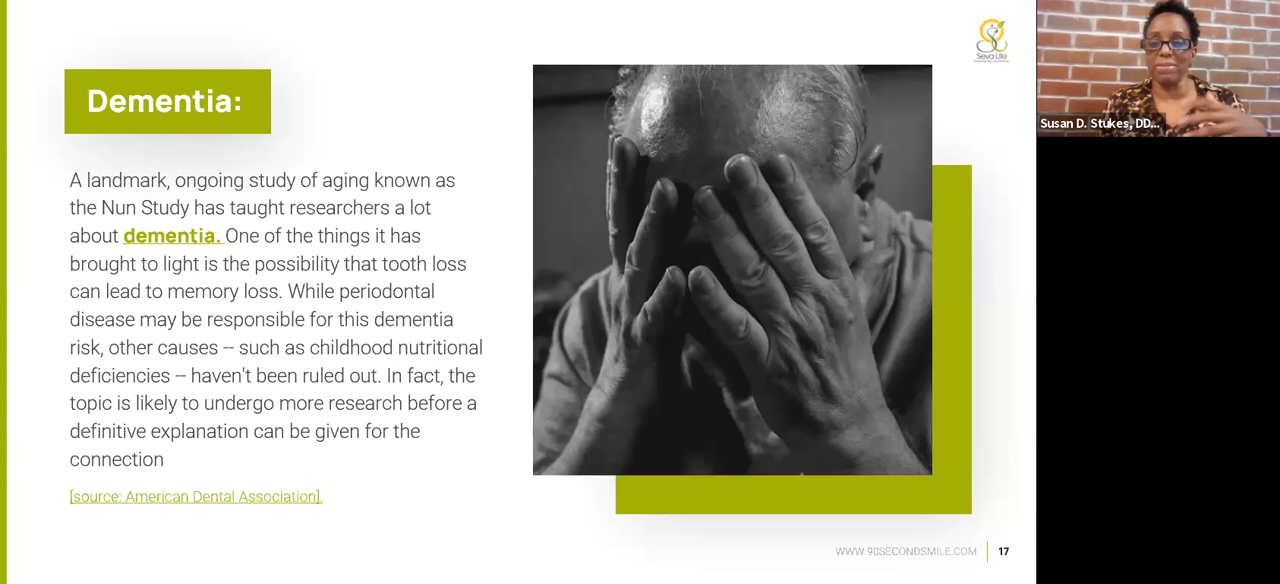 Dementia:
A landmark, ongoing study of aging known as
the Nun Study has taught researchers a lot
about dementia. One of the things it has
brought to light is the possibility that tooth loss
can lead to memory loss. While periodontal
disease may be responsible for this dementia
risk, other causes -- such as childhood nutritional
deficiencies -- haven't been ruled out. In fact, the
topic is likely to undergo more research before a
definitive explanation can be given for the
connection
[source: American Dental Association].
Seva Life
WWW 90SECONDSMILE.COM
17
Susan D. Stukes, DD...